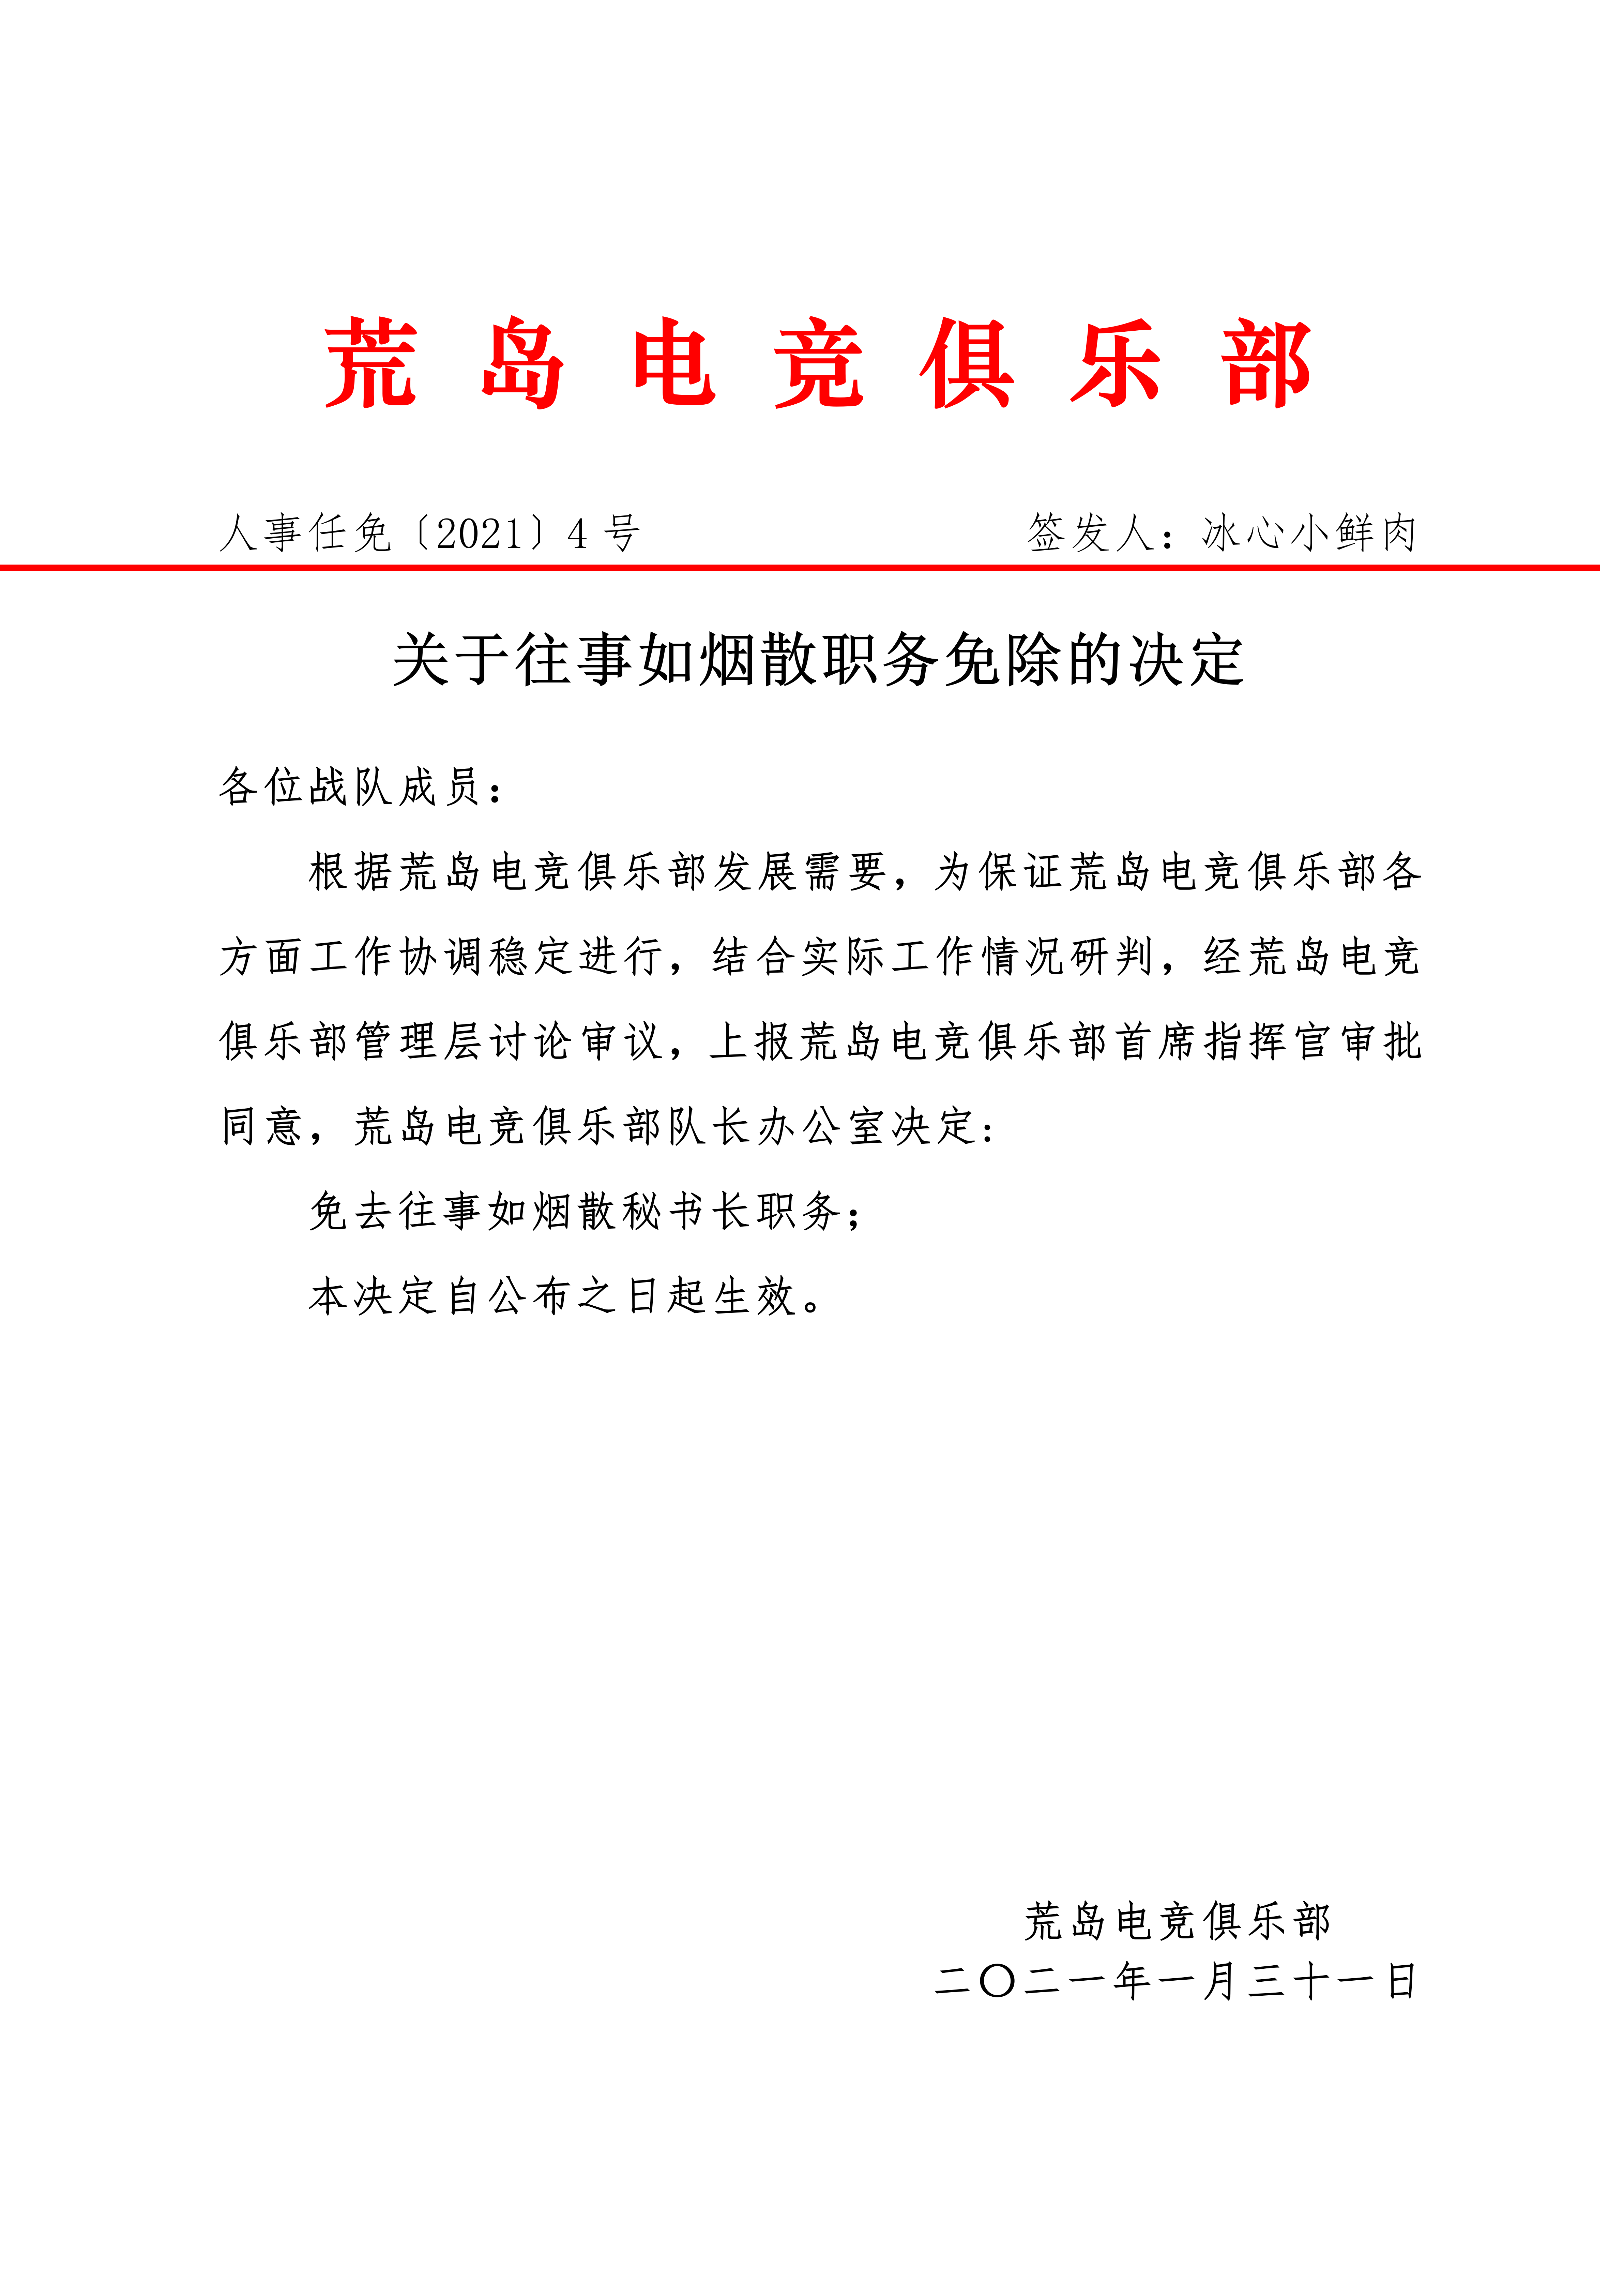 荒岛电竞俱乐部
人事任免〔2021〕4 号 签发人：冰心小鲜肉
关于往事如烟散职务免除的决定
各位战队成员：
根据荒岛电竞俱乐部发展需要，为保证荒岛电竞俱乐部各
方面工作协调稳定进行，结合实际工作情况研判，经荒岛电竞
俱乐部管理层讨论审议，上报荒岛电竞俱乐部首席指挥官审批
同意，荒岛电竞俱乐部队长办公室决定：
免去往事如烟散秘书长职务；
本决定自公布之日起生效。
荒岛电竞俱乐部
二〇二一年一月三十一日